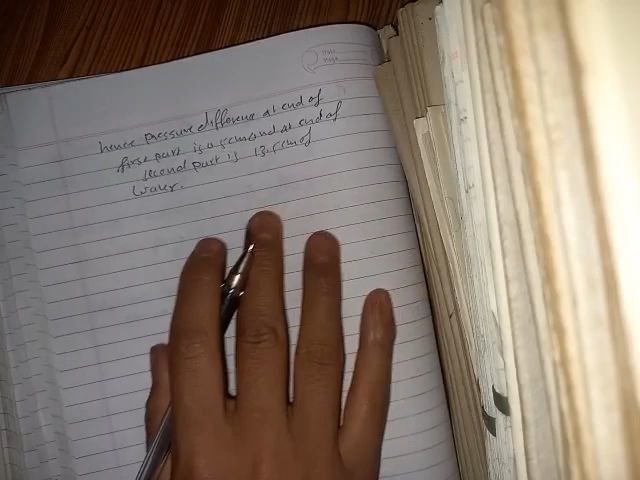 hence pressure difference at end of
first part is 0.5cm and at end of
second part is 13.5cm of
water.